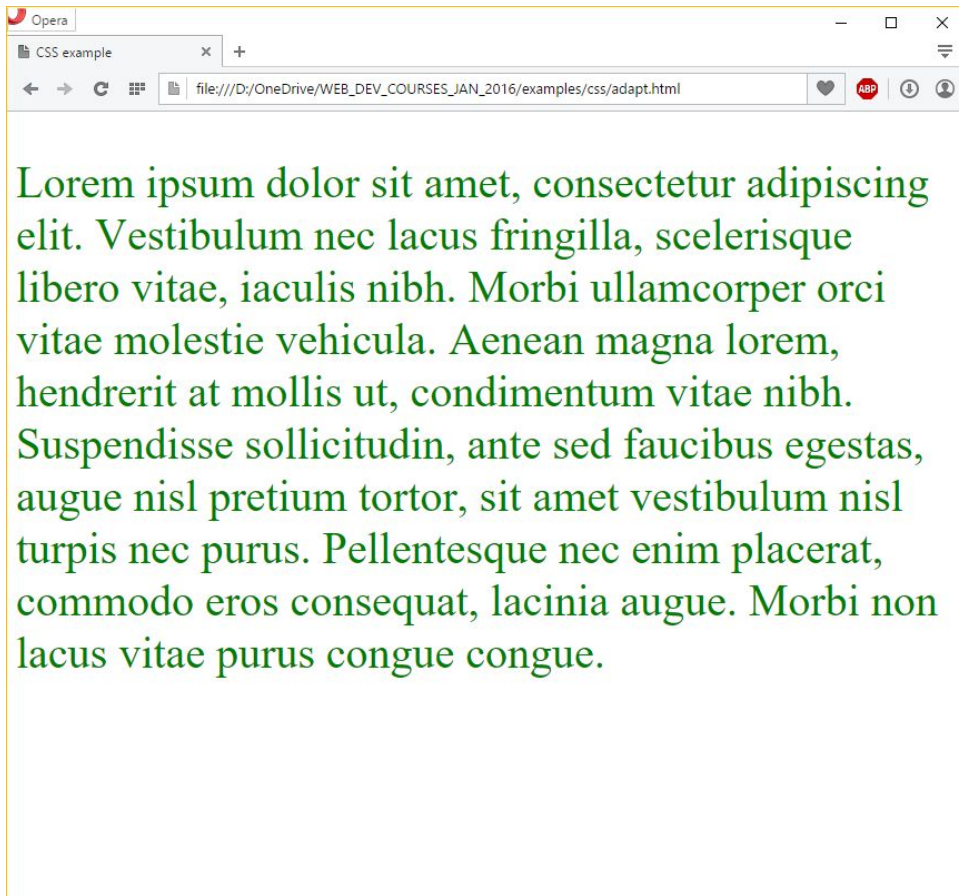 Opera
CSS example
file:///D:/OneDrive/WEB_DEV_COURSES_JAN_2016/examples/css/adapt.html
ABP
Lorem ipsum dolor sit amet, consectetur adipiscing
elit. Vestibulum nec lacus fringilla, scelerisque
libero vitae, iaculis nibh. Morbi ullamcorper orci
vitae molestie vehicula. Aenean magna lorem,
hendrerit at mollis ut, condimentum vitae nibh.
Suspendisse sollicitudin, ante sed faucibus egestas,
augue nisl pretium tortor, sit amet vestibulum nisl
turpis nec purus. Pellentesque nec enim placerat,
commodo eros consequat, lacinia augue. Morbi non
lacus vitae purus congue congue.